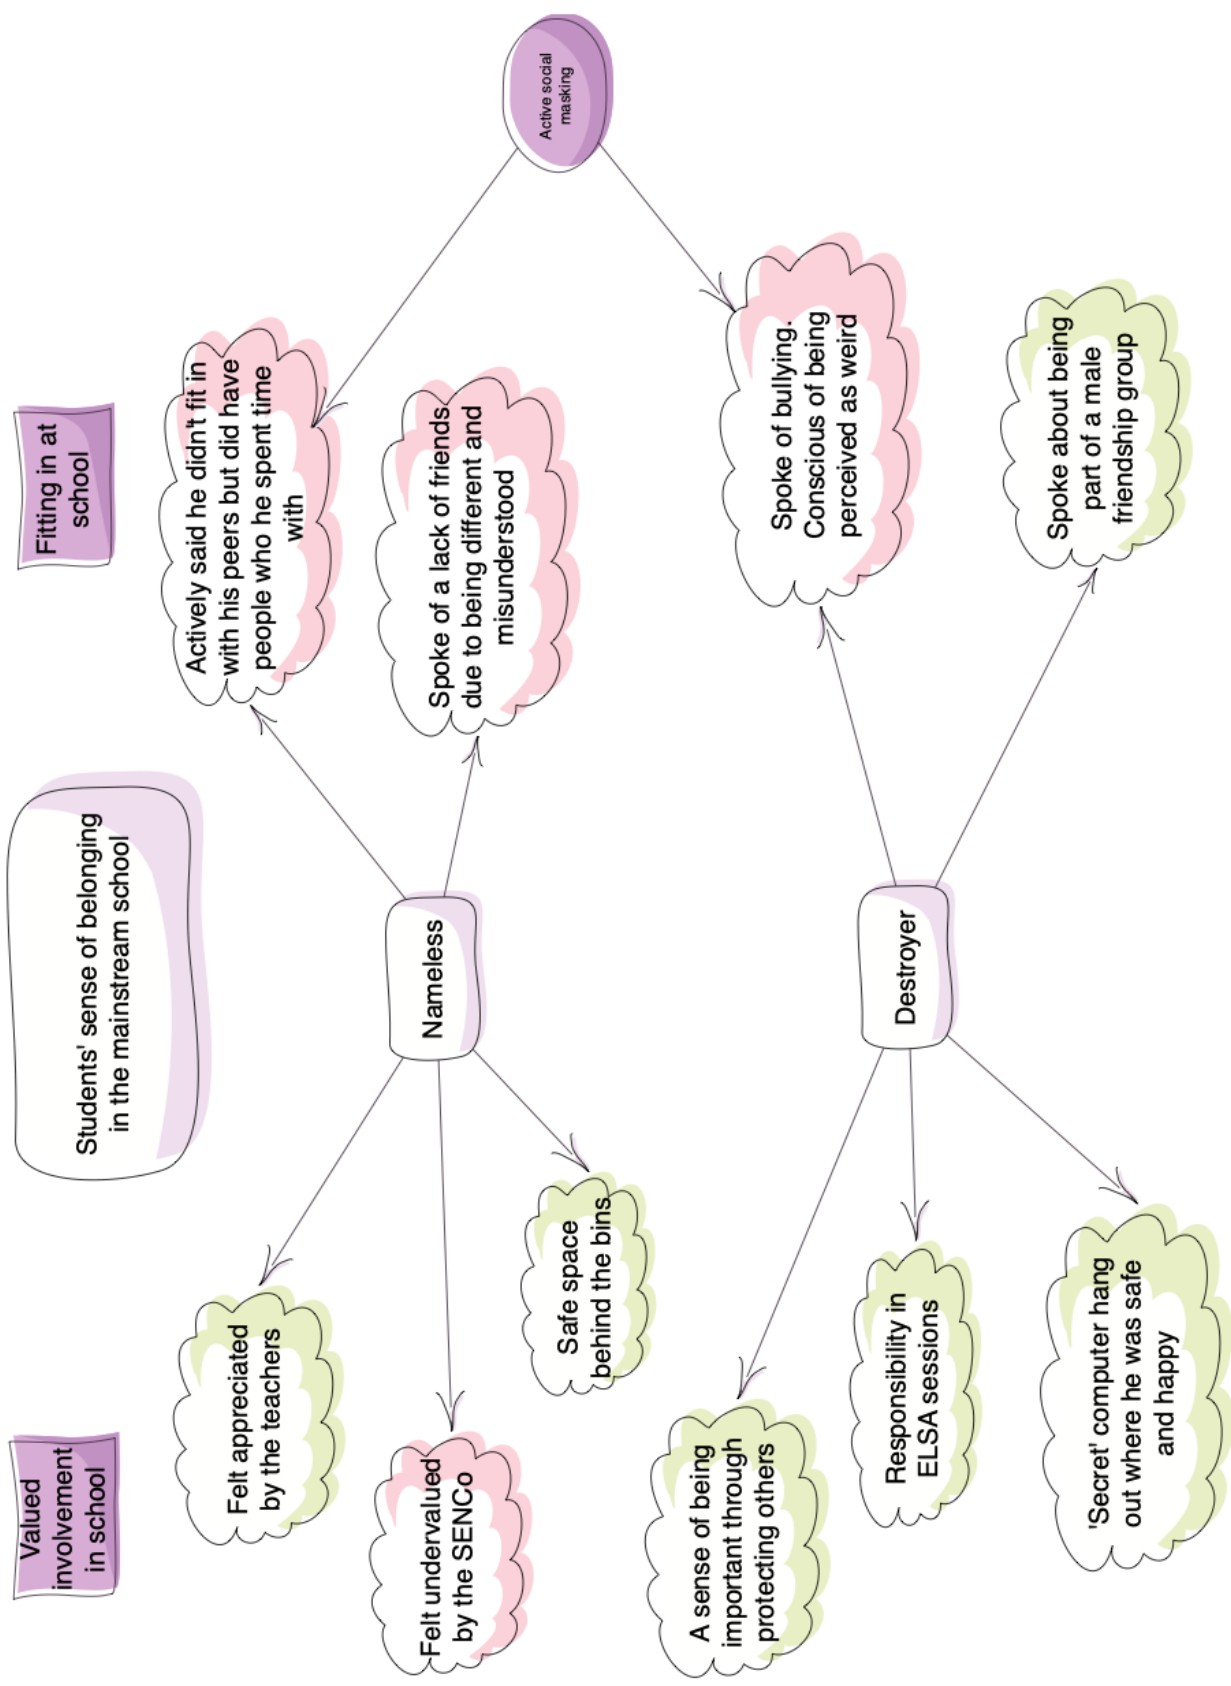 Students' sense of belonging
in the mainstream school
Valued
involvement
in school
Fitting in at
school
Felt appreciated
by the teachers
Felt undervalued
by the SENCo
Safe space
behind the bins
Nameless
Actively said he didn't fit in
with his peers but did have
people who he spent time
with
Spoke of a lack of friends
due to being different and
misunderstood
Active social
masking
A sense of being
important through
protecting others
Responsibility in
ELSA sessions
'Secret' computer hang
out where he was safe
and happy
Destroyer
Spoke of bullying.
Conscious of being
perceived as weird
Spoke about being
part of a male
friendship group